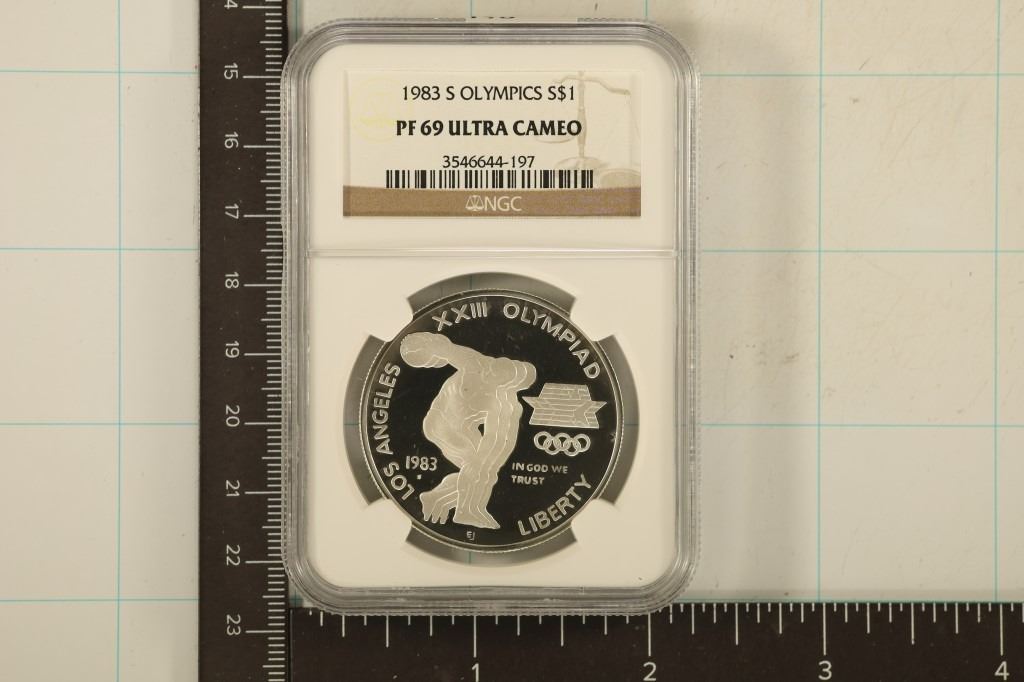 1983 S OLYMPICS S$1
PF 69 ULTRA CAMEO
3546644-197
NGC
XXIII OLYMPIAD
LOS ANGELES
1983
S
IN GOD WE
TRUST
LIBERTY
EJ
14
15
16
17
18
19
20
21
22
23
1
2
3
4